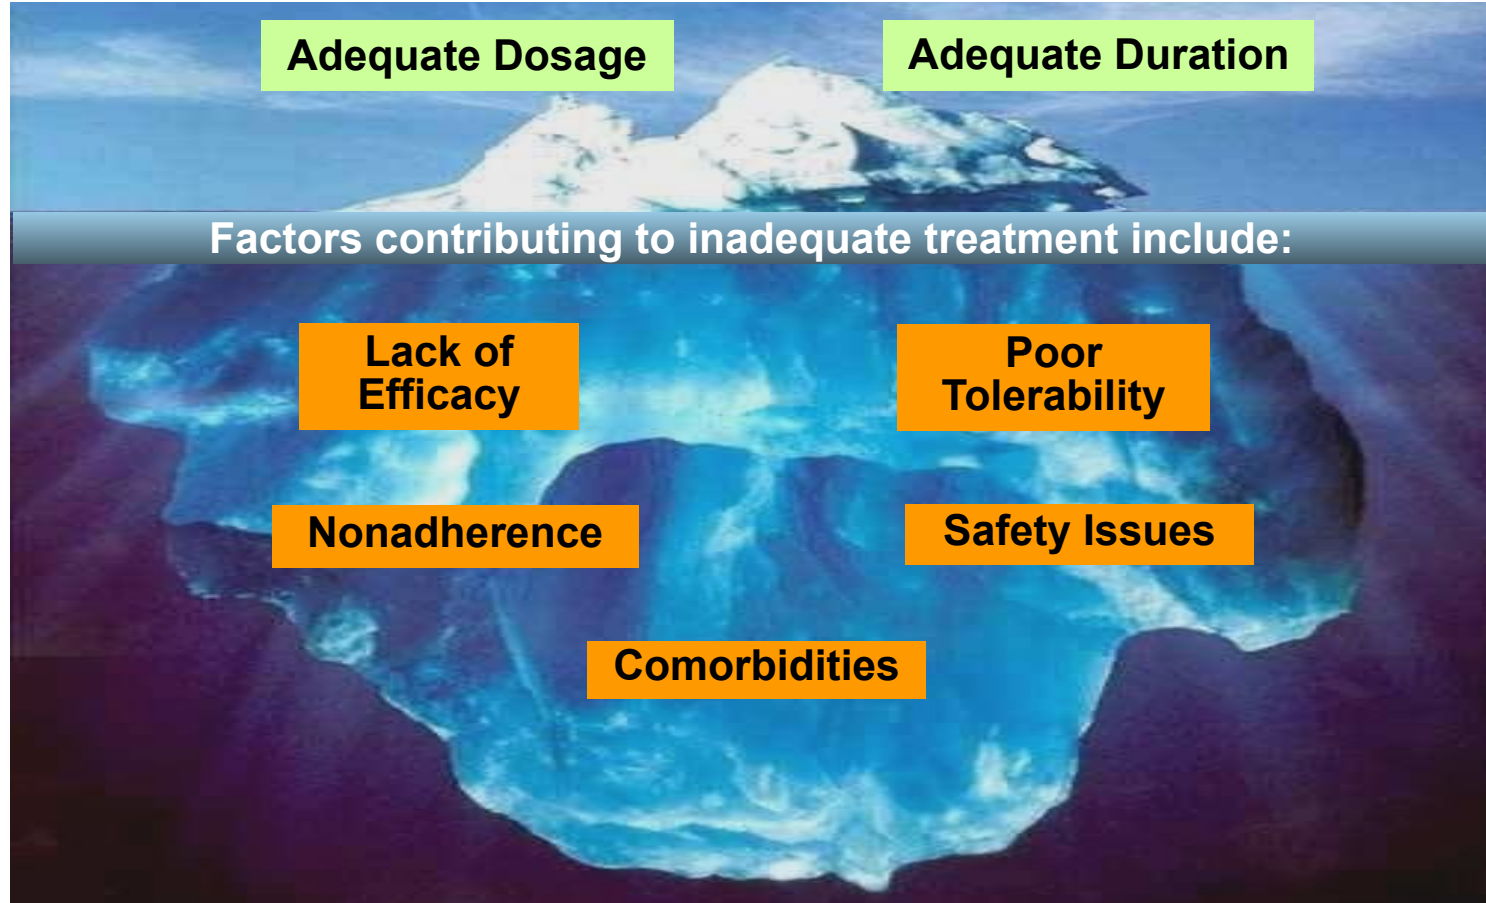 Adequate Dosage
Adequate Duration
Factors contributing to inadequate treatment include:
Lack of
Efficacy
Poor
Tolerability
Nonadherence
Safety Issues
Comorbidities